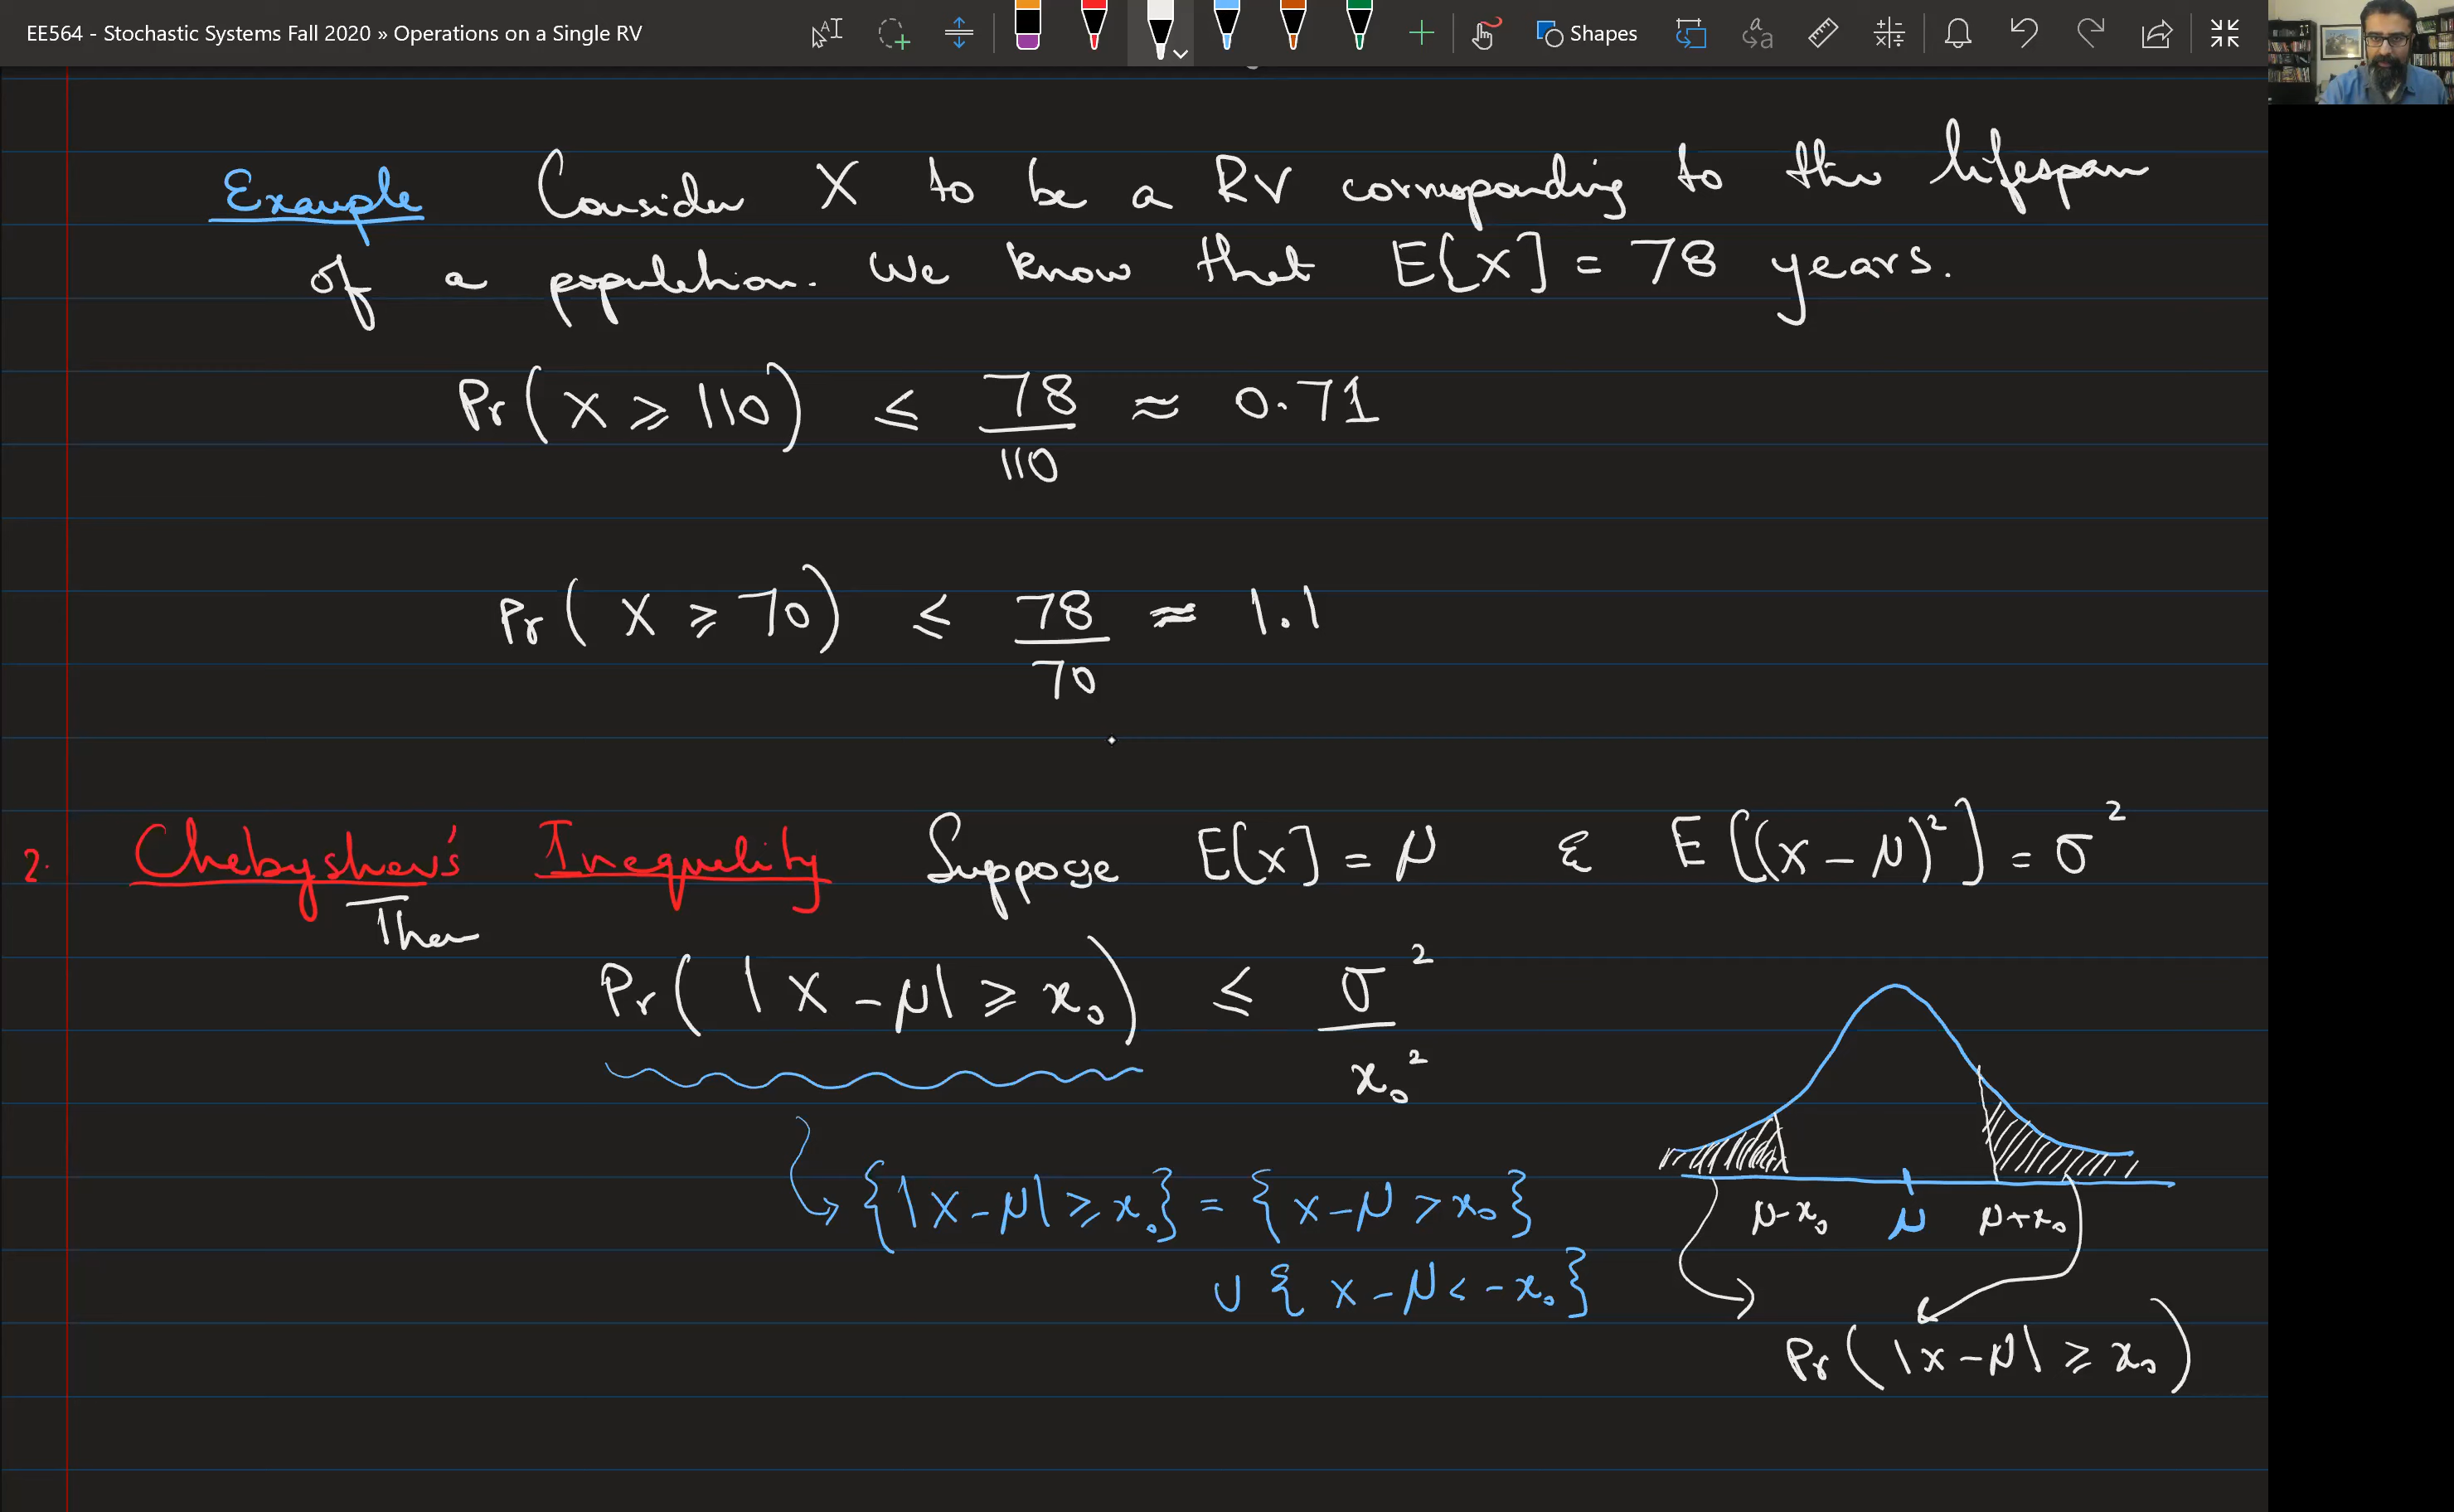 EE564 - Stochastic Systems Fall 2020 » Operations on a Single RV
Shapes
Example Consider X to be a RV corresponding to the lifespan
of a population. We know that E[X] = 78 years.
Pr(X ≥ 110) ≤ 78/110 ≈ 0.71
Pr(X ≥ 70) ≤ 78/70 ≈ 1.1
2. Chebyshev's Inequality Suppose E[X] = μ & E[(X - μ)²] = σ²
Then
Pr(|X - μ| ≥ x₀) ≤ σ²/x₀²
{|X - μ| ≥ x₀} = {X - μ > x₀}
∪ {X - μ < -x₀}
μ - x₀ μ μ + x₀
Pr(|X - μ| ≥ x₀)